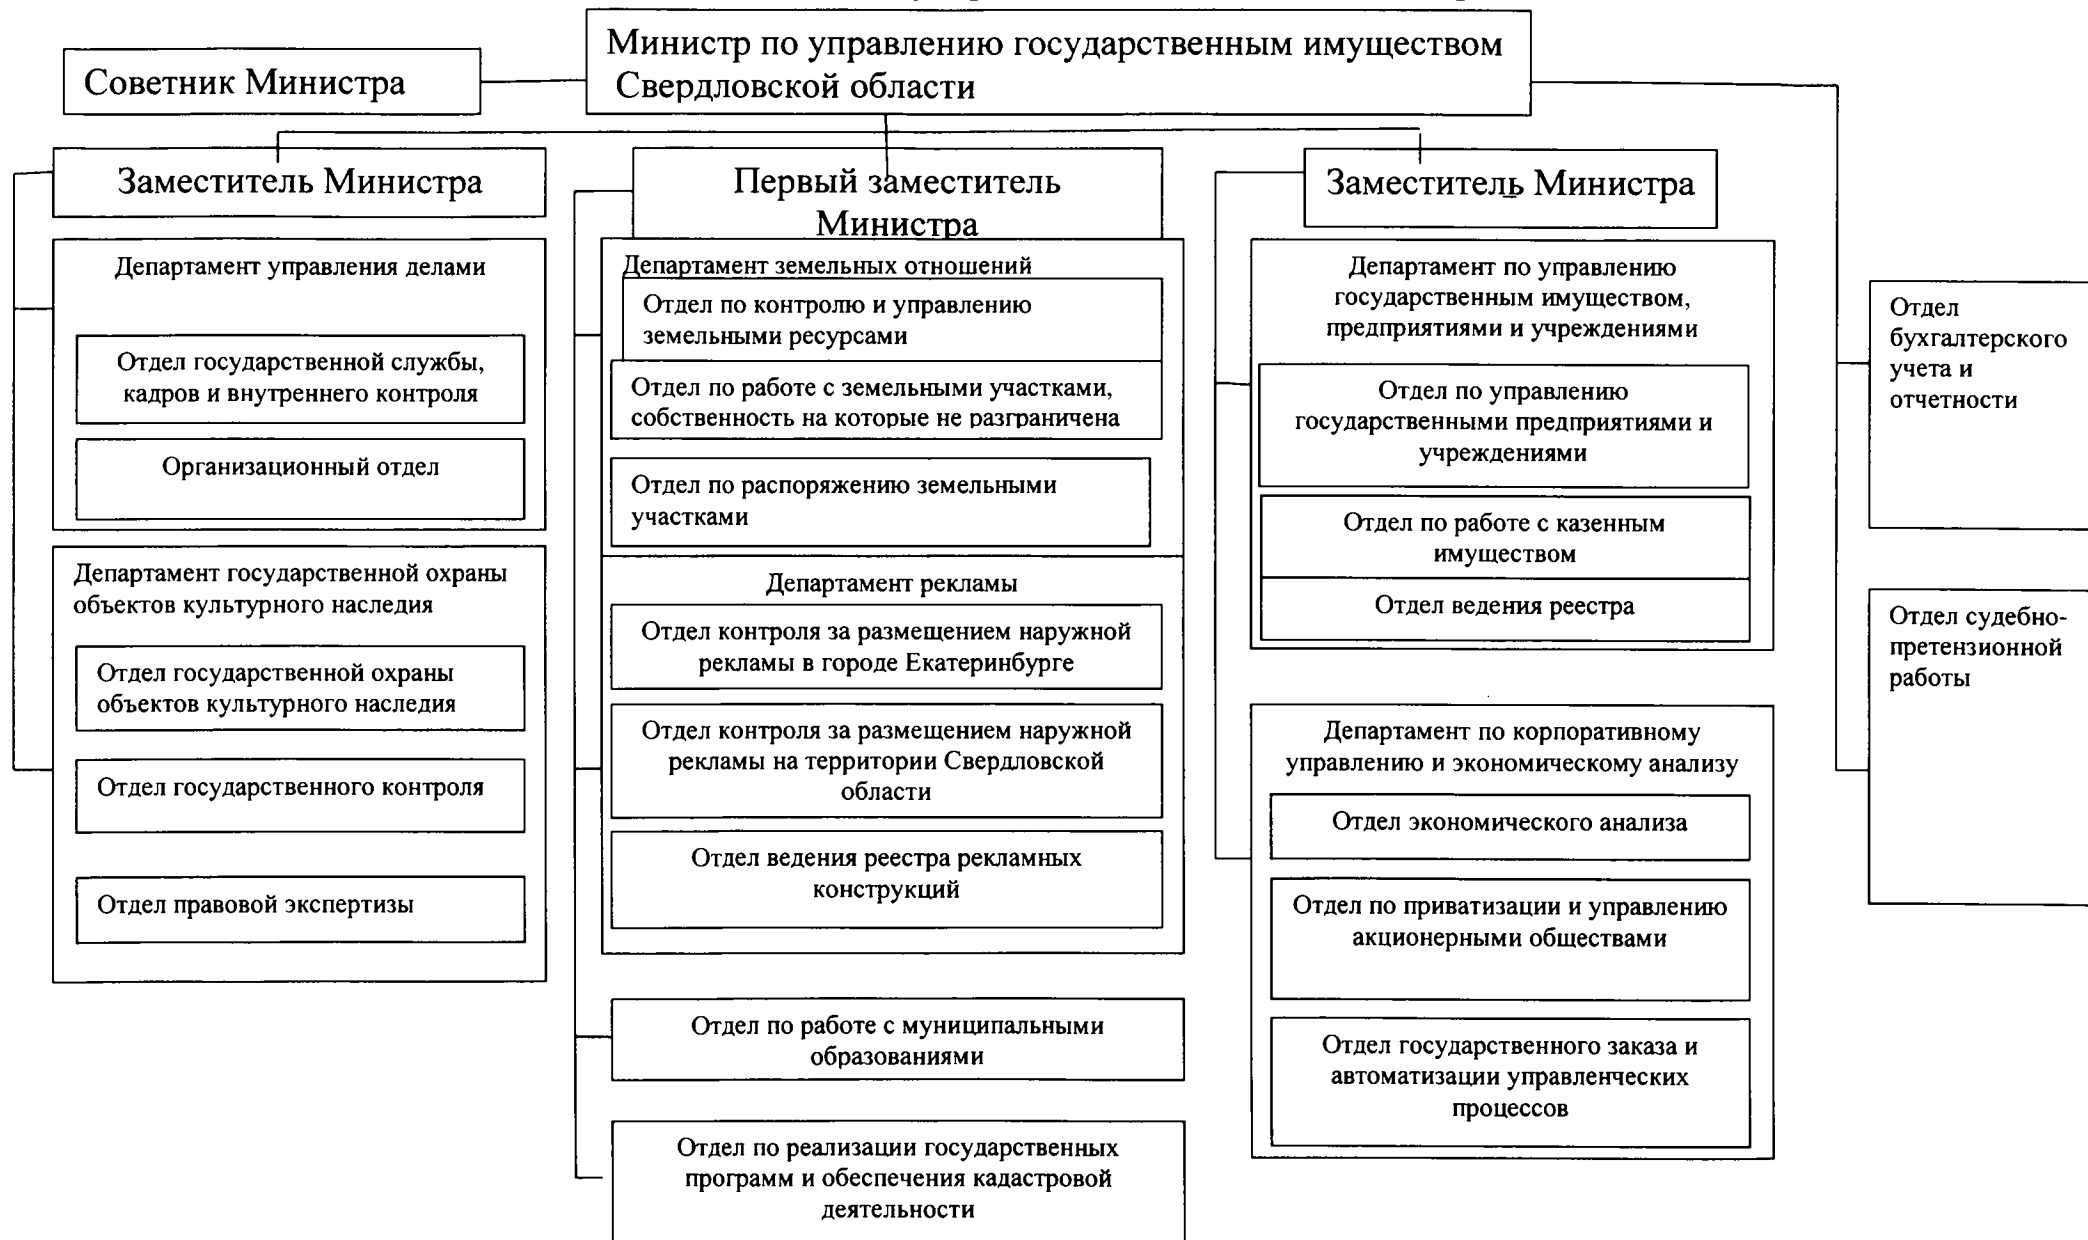 Министр по управлению государственным имуществом
Свердловской области
Советник Министра
Заместитель Министра
Департамент управления делами
Отдел государственной службы,
кадров и внутреннего контроля
Организационный отдел
Департамент государственной охраны
объектов культурного наследия
Отдел государственной охраны
объектов культурного наследия
Отдел государственного контроля
Отдел правовой экспертизы
Первый заместитель
Министра
Департамент земельных отношений
Отдел по контролю и управлению
земельными ресурсами
Отдел по работе с земельными участками,
собственность на которые не разграничена
Отдел по распоряжению земельными
участками
Департамент рекламы
Отдел контроля за размещением наружной
рекламы в городе Екатеринбурге
Отдел контроля за размещением наружной
рекламы на территории Свердловской
области
Отдел ведения реестра рекламных
конструкций
Отдел по работе с муниципальными
образованиями
Отдел по реализации государственных
программ и обеспечения кадастровой
деятельности
Заместитель Министра
Департамент по управлению
государственным имуществом,
предприятиями и учреждениями
Отдел по управлению
государственными предприятиями и
учреждениями
Отдел по работе с казенным
имуществом
Отдел ведения реестра
Департамент по корпоративному
управлению и экономическому анализу
Отдел экономического анализа
Отдел по приватизации и управлению
акционерными обществами
Отдел государственного заказа и
автоматизации управленческих
процессов
Отдел
бухгалтерского
учета и
отчетности
Отдел судебно-
претензионной
работы